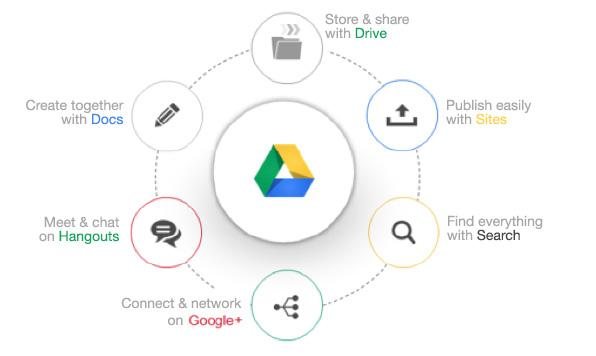 Store & share
with Drive
Create together
with Docs
Publish easily
with Sites
Meet & chat
on Hangouts
Find everything
with Search
Connect & network
on Google+